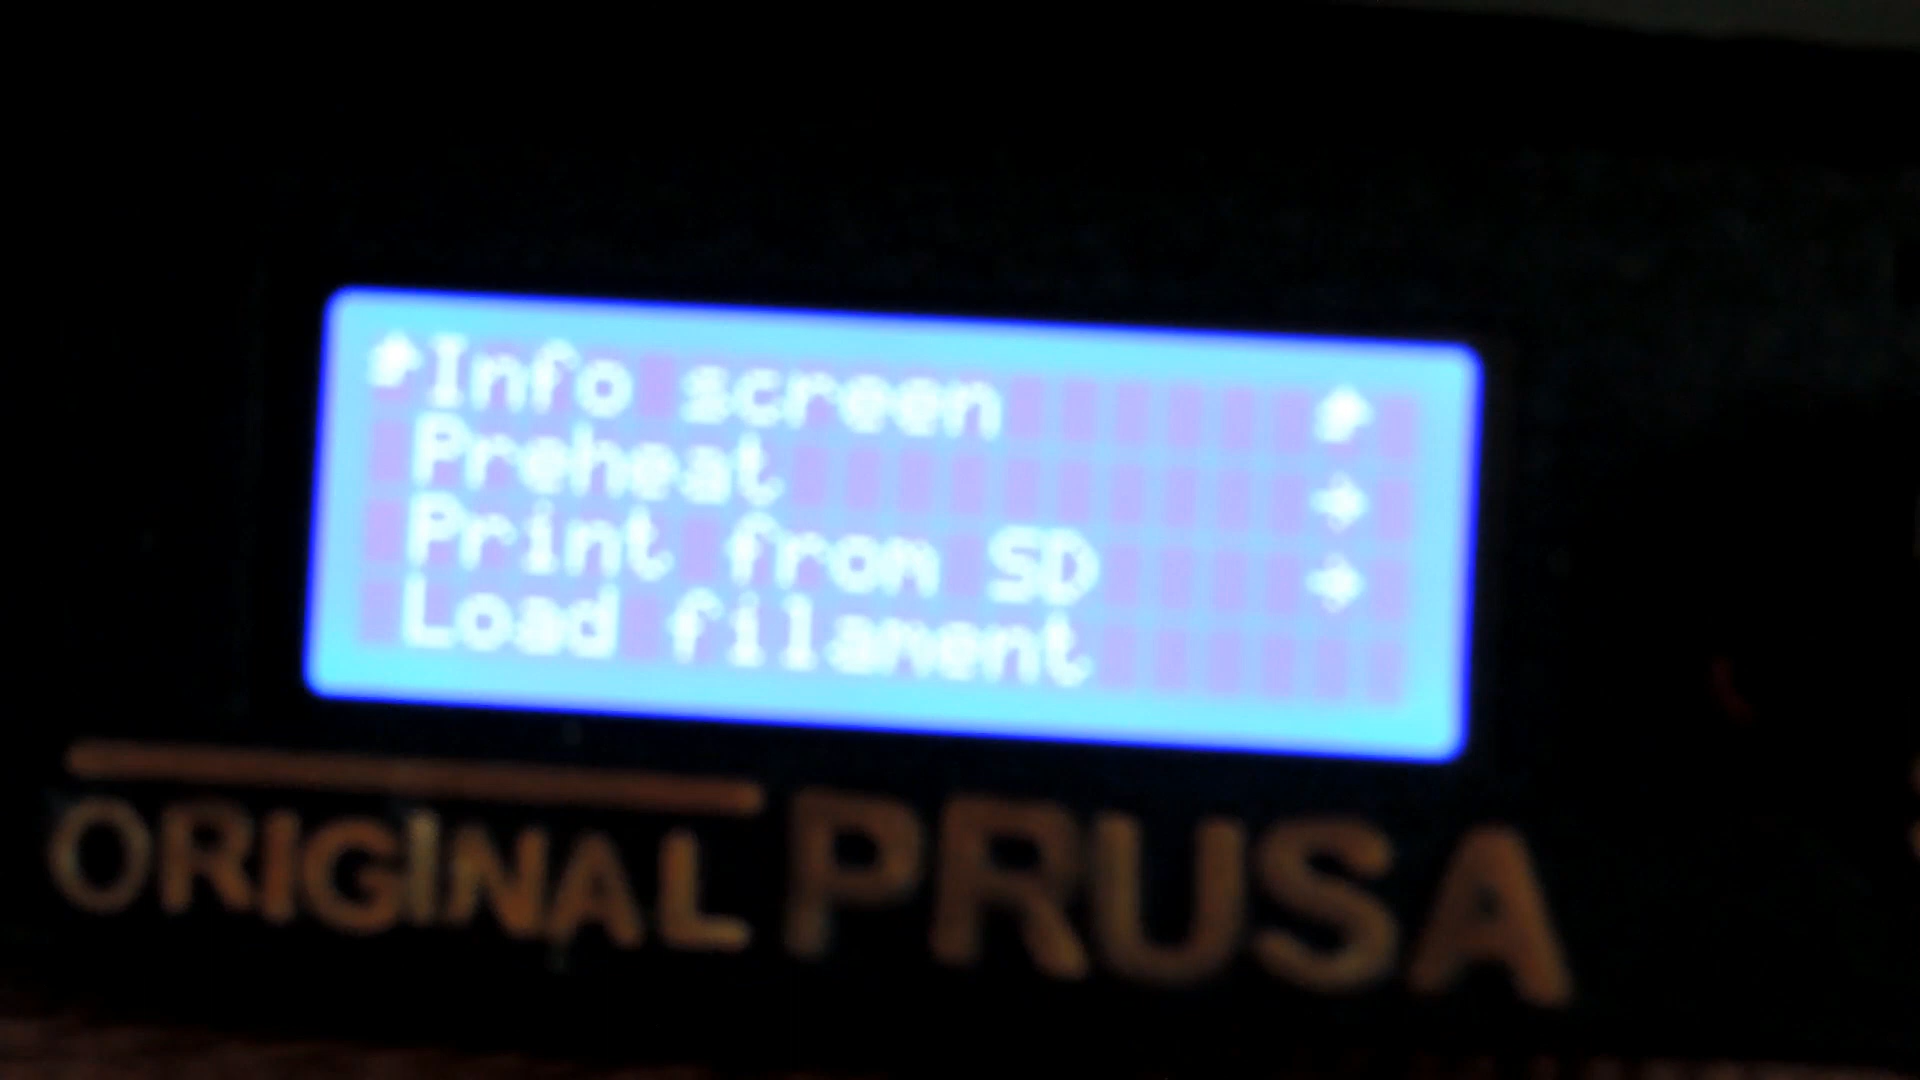 Info screen
Preheat
Print from SD
Load filament
ORIGINAL PRUSA